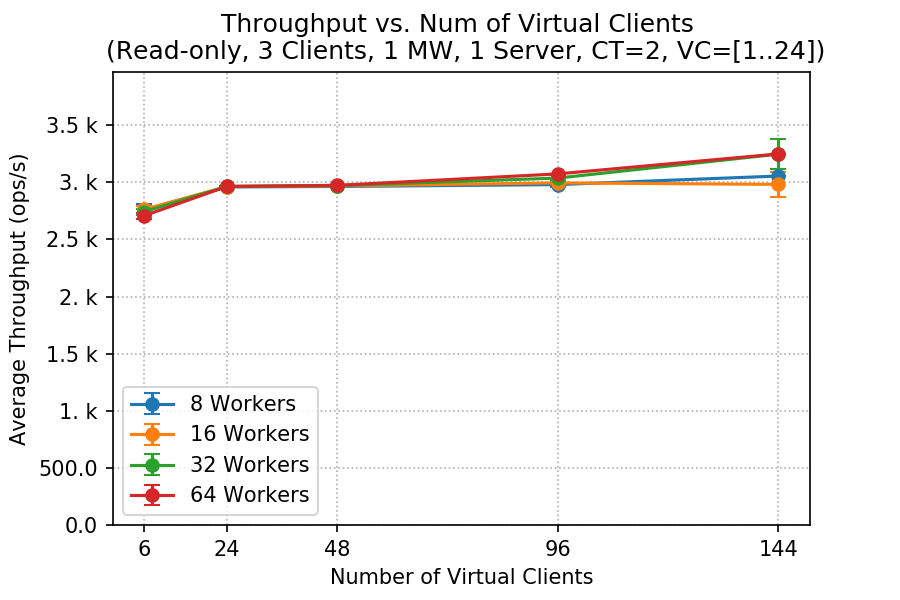 Throughput vs. Num of Virtual Clients
(Read-only, 3 Clients, 1 MW, 1 Server, CT=2, VC=[1..24])
Average Throughput (ops/s)
3.5 k
3. k
2.5 k
2. k
1.5 k
1. k
500.0
0.0
8 Workers
16 Workers
32 Workers
64 Workers
6 24 48 96 144
Number of Virtual Clients